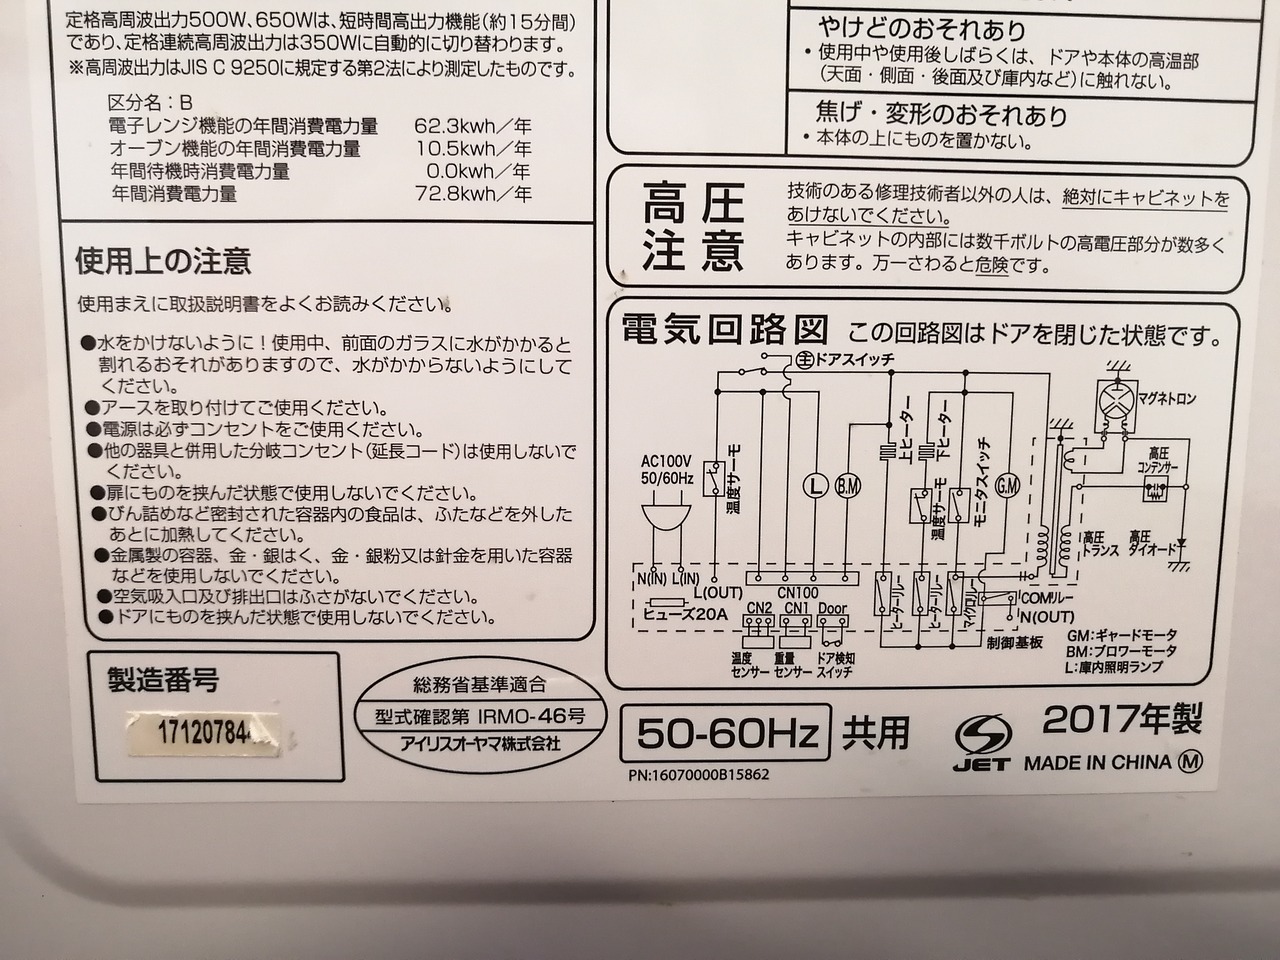 定格高周波出力500W、650Wは、短時間高出力機能(約15分間)
であり、定格連続高周波出力は350Wに自動的に切り替わります。
※高周波出力はJIS C 9250に規定する第2法により測定したものです。
区分名：B
電子レンジ機能の年間消費電力量 62.3kwh／年
オーブン機能の年間消費電力量 10.5kwh／年
年間待機時消費電力量 0.0kwh／年
年間消費電力量 72.8kwh／年
使用上の注意
使用まえに取扱説明書をよくお読みください。
●水をかけないように！使用中、前面のガラスに水がかかると
割れるおそれがありますので、水がかからないようにして
ください。
●アースを取り付けてご使用ください。
●電源は必ずコンセントをご使用ください。
●他の器具と併用した分岐コンセント(延長コード)は使用しないで
ください。
●扉にものを挟んだ状態で使用しないでください。
●びん詰めなど密封された容器内の食品は、ふたなどを外した
あとに加熱してください。
●金属製の容器、金・銀はく、金・銀粉又は針金を用いた容器
などを使用しないでください。
●空気吸入口及び排出口はふさがないでください。
●ドアにものを挟んだ状態で使用しないでください。
製造番号
17120784
総務省基準適合
型式確認第 IRMO-46号
アイリスオーヤマ株式会社
やけどのおそれあり
・使用中や使用後しばらくは、ドアや本体の高温部
(天面・側面・後面及び庫内など)に触れない。
焦げ・変形のおそれあり
・本体の上にものを置かない。
高圧
注意
技術のある修理技術者以外の人は、絶対にキャビネットを
あけないでください。
キャビネットの内部には数千ボルトの高電圧部分が数多く
あります。万一さわると危険です。
電気回路図 この回路図はドアを閉じた状態です。
主ドアスイッチ
マグネトロン
上ヒーター
下ヒーター
AC100V
50/60Hz
温度サーモ
L
B.M
温度サーモ
モニタスイッチ
G.M
高圧
コンデンサー
高圧
トランス
高圧
ダイオード
N(IN) L(IN)
L(OUT)
ヒューズ20A
CN100
CN2 CN1 Door
ヒーターリレー
ヒーターリレー
マイクロリレー
COMリレー
N(OUT)
制御基板
温度
センサー
重量
センサー
ドア検知
スイッチ
GM:ギャードモータ
BM:ブロワーモータ
L:庫内照明ランプ
50-60Hz 共用
PN:16070000B15862
JET
2017年製
MADE IN CHINA Ⓜ